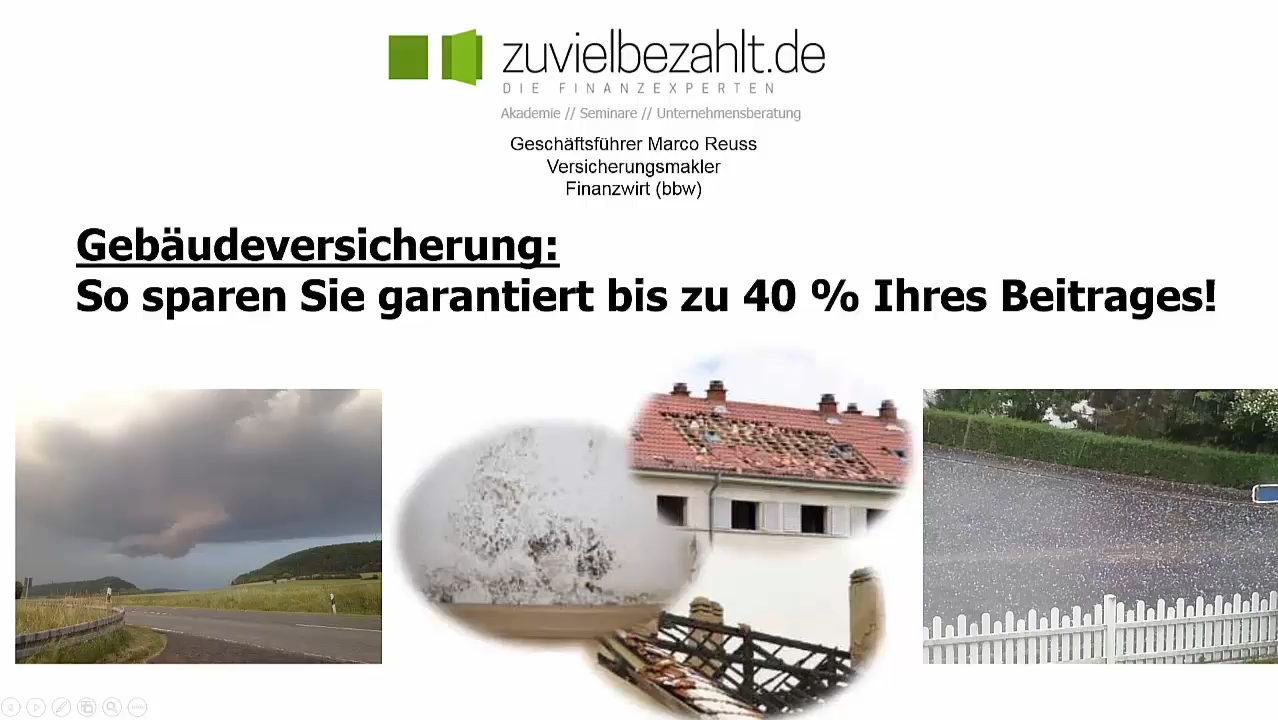 zuvielbezahlt.de
DIE FINANZEXPERTEN
Akademie // Seminare // Unternehmensberatung
Geschäftsführer Marco Reuss
Versicherungsmakler
Finanzwirt (bbw)
Gebäudeversicherung:
So sparen Sie garantiert bis zu 40 % Ihres Beitrages!